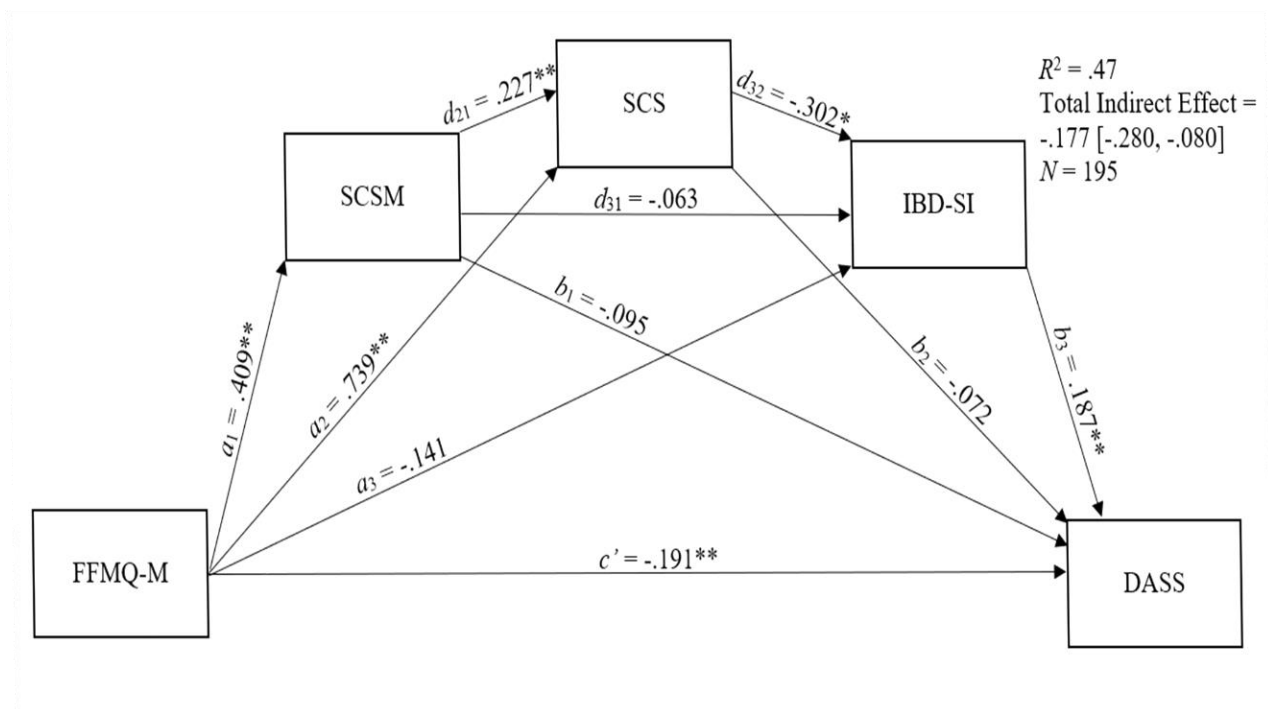 SCS
d21 = .227**
d32 = -.302*
R² = .47
Total Indirect Effect =
-.177 [-.280, -.080]
N = 195
SCSM
d31 = -.063
IBD-SI
b1 = -.095
a1 = .409**
a2 = .739**
a3 = -.141
b2 = -.072
b3 = .187**
FFMQ-M
c’ = -.191**
DASS